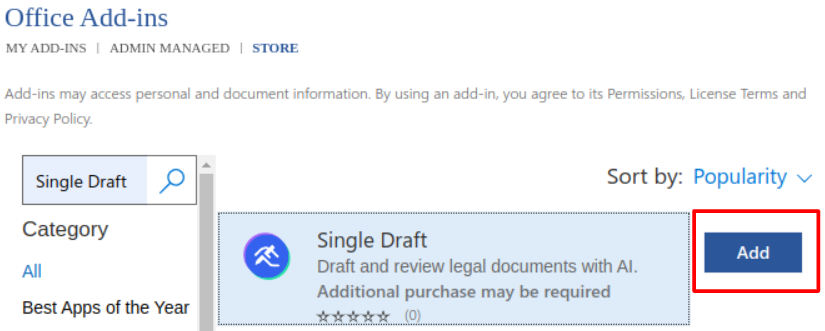 Office Add-ins
MY ADD-INS | ADMIN MANAGED | STORE
Add-ins may access personal and document information. By using an add-in, you agree to its Permissions, License Terms and
Privacy Policy.
Single Draft
Sort by: Popularity
Category
All
Best Apps of the Year
Single Draft
Draft and review legal documents with AI.
Additional purchase may be required
(0)
Add